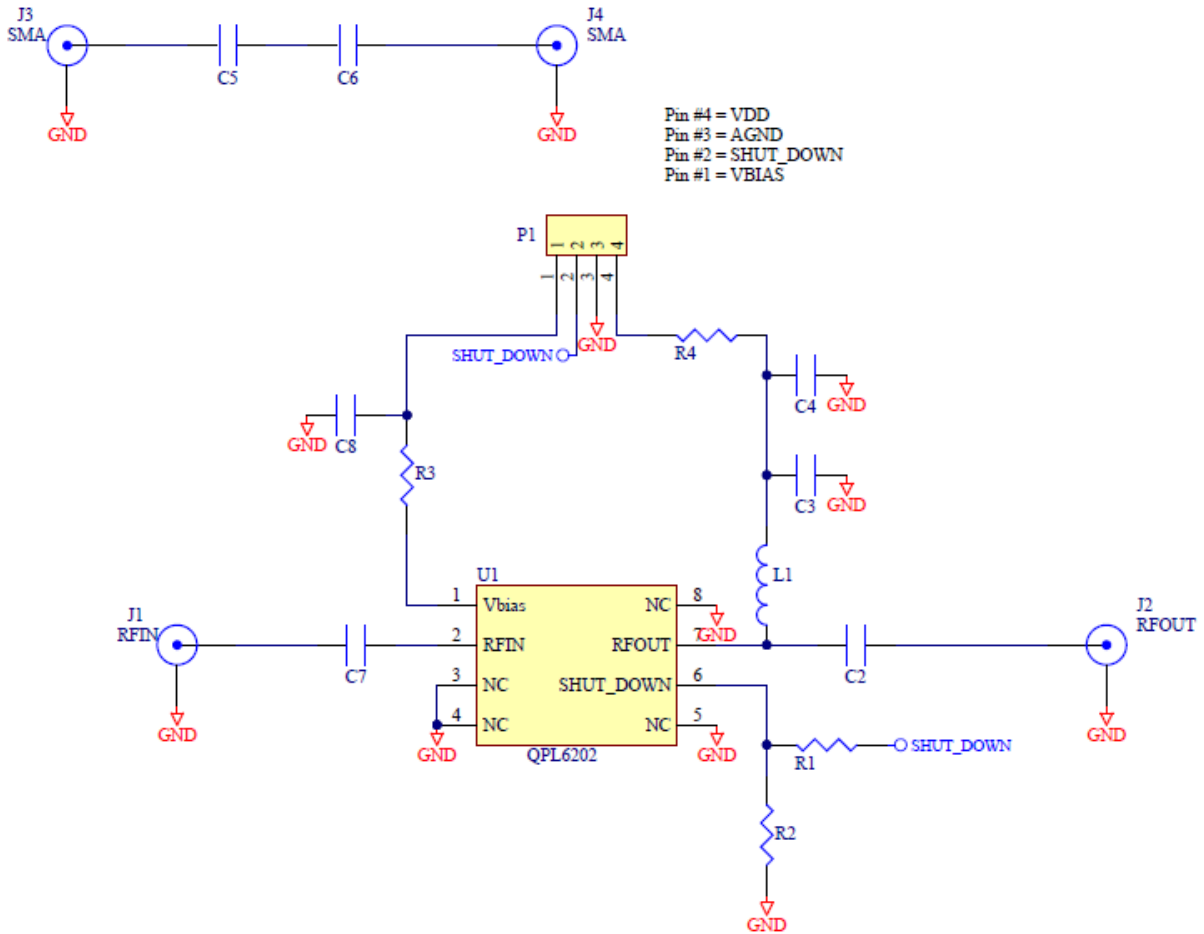 J3
SMA
J4
SMA
C5
C6
GND
GND
Pin #4 = VDD
Pin #3 = AGND
Pin #2 = SHUT_DOWN
Pin #1 = VBIAS
P1
1
2
3
4
1
2
3
4
GND
SHUT_DOWN
R4
C4
GND
GND
C8
R3
C3
GND
L1
U1
1
Vbias
NC
8
GND
J1
RFIN
2
RFIN
RFOUT
7
J2
RFOUT
C7
C2
3
NC
SHUT_DOWN
6
4
NC
NC
5
GND
GND
GND
GND
QPL6202
R1
SHUT_DOWN
R2
GND